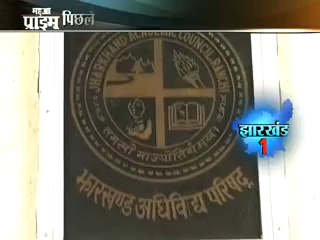 महुआ
प्राइम पिछले
JHARKHAND ACADEMIC COUNCIL, RANCHI
तमसो मा ज्योतिर्गमय
झारखण्ड अधिविद्य परिषद्
झारखंड
1